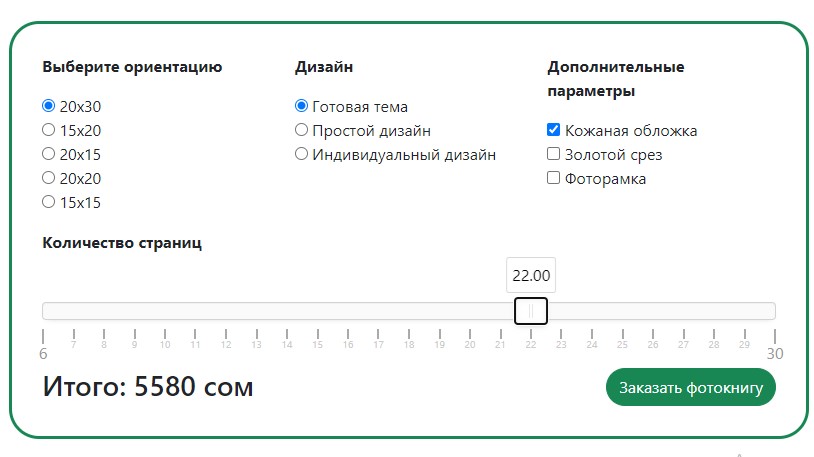 Выберите ориентацию
20x30
15x20
20x15
20x20
15x15
Дизайн
Готовая тема
Простой дизайн
Индивидуальный дизайн
Дополнительные
параметры
Кожаная обложка
Золотой срез
Фоторамка
Количество страниц
22.00
6 7 8 9 10 11 12 13 14 15 16 17 18 19 20 21 22 23 24 25 26 27 28 29 30
Итого: 5580 сом
Заказать фотокнигу